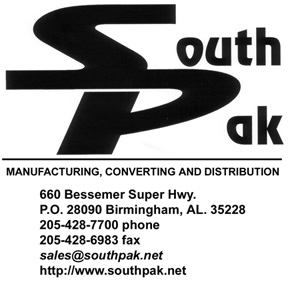 South
Pak
MANUFACTURING, CONVERTING AND DISTRIBUTION
660 Bessemer Super Hwy.
P.O. 28090 Birmingham, AL. 35228
205-428-7700 phone
205-428-6983 fax
sales@southpak.net
http://www.southpak.net